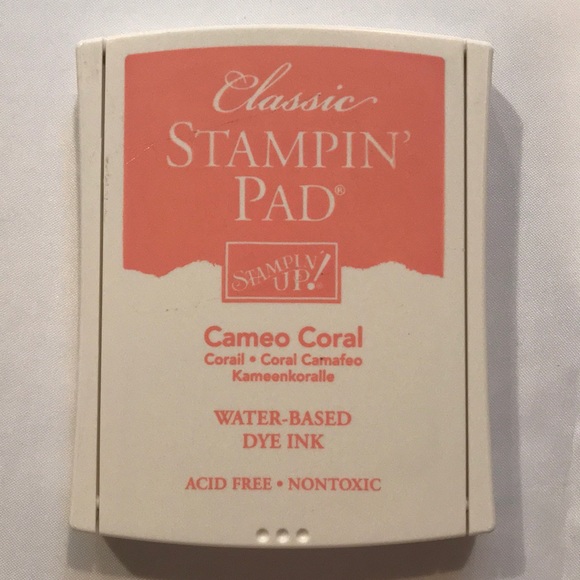 Classic
STAMPIN'
PAD®
STAMPIN'
UP!®
Cameo Coral
Corail • Coral Camafeo
Kameenkoralle
WATER-BASED
DYE INK
ACID FREE • NONTOXIC